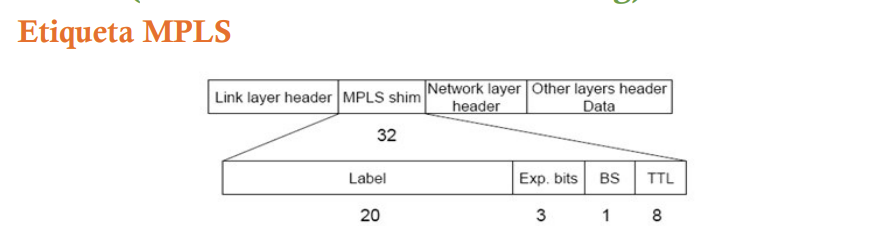 Etiqueta MPLS
Link layer header MPLS shim Network layer header Other layers header Data
32
Label Exp. bits BS TTL
20 3 1 8